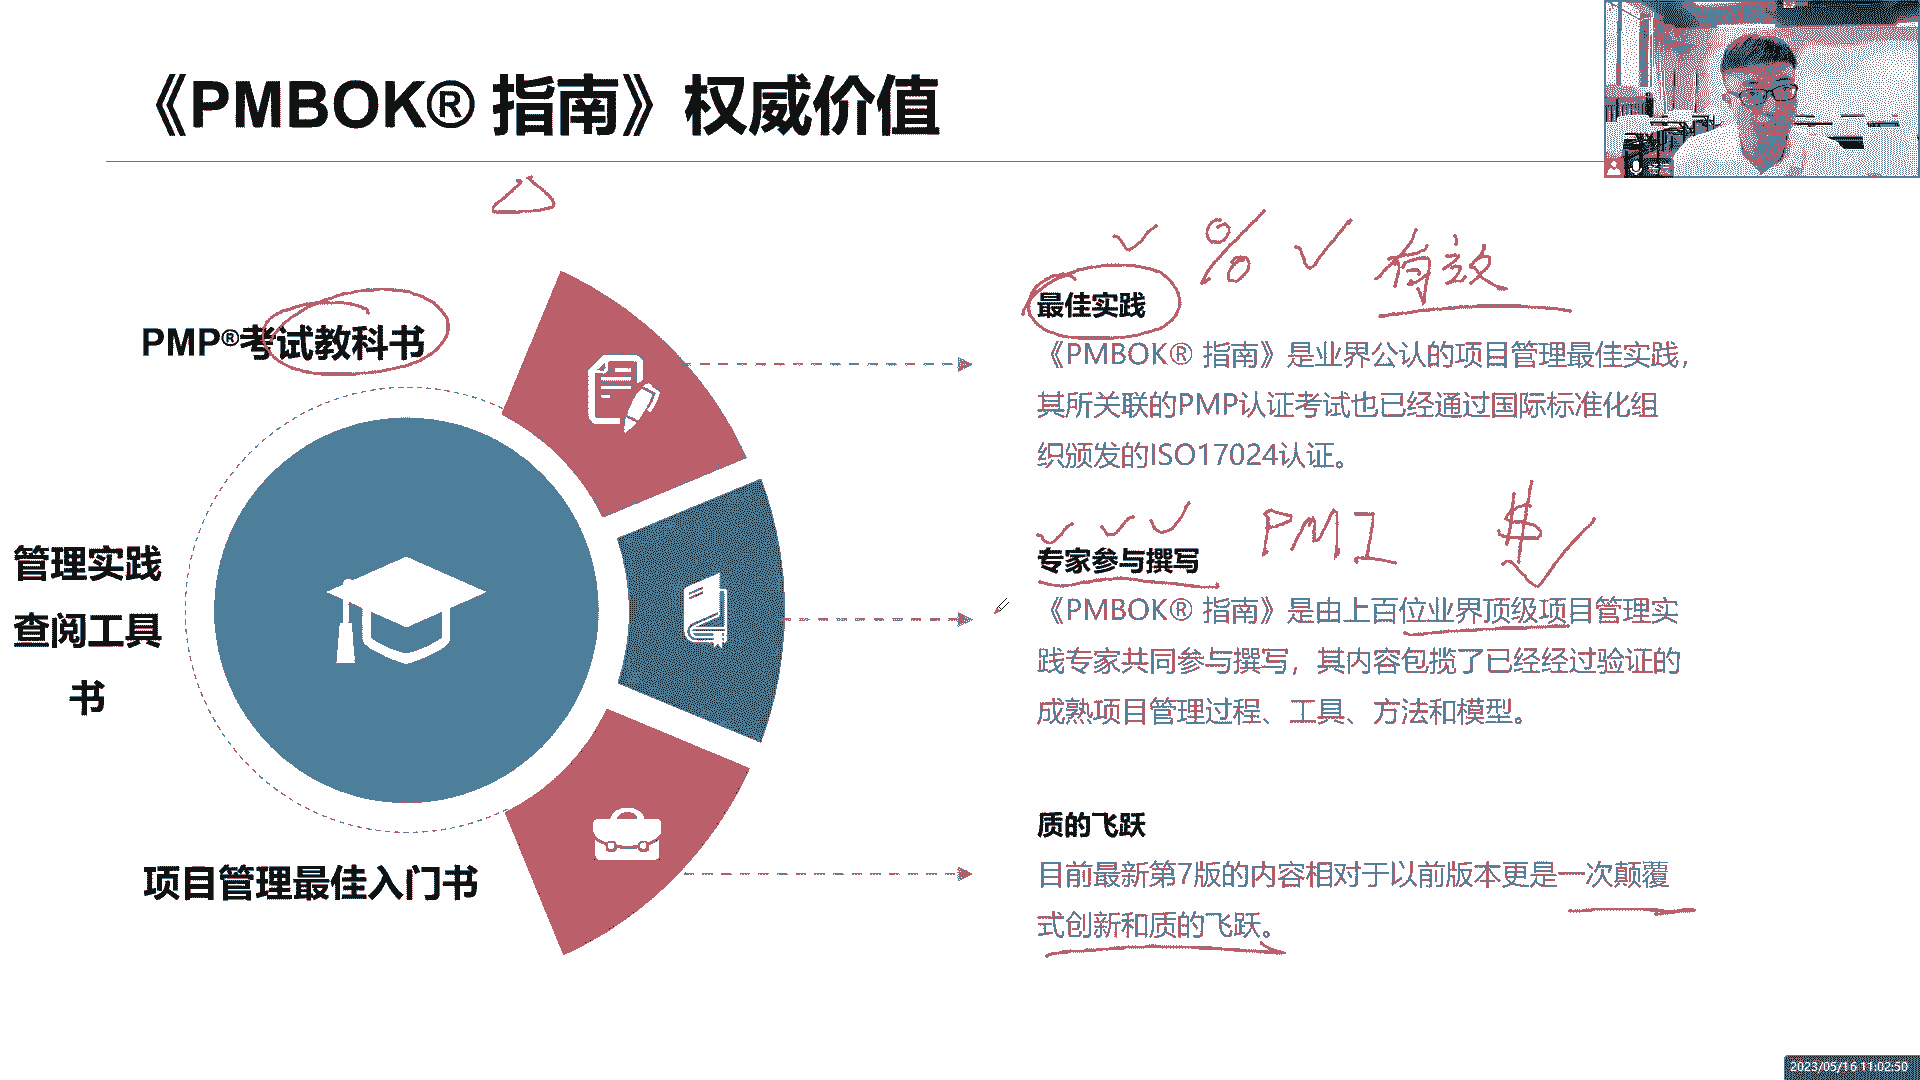 《PMBOK® 指南》权威价值
PMP®考试教科书
管理实践
查阅工具
书
项目管理最佳入门书
% 有效
最佳实践
《PMBOK® 指南》是业界公认的项目管理最佳实践，
其所关联的PMP认证考试也已经通过国际标准化组
织颁发的ISO17024认证。
PMI $
专家参与撰写
《PMBOK® 指南》是由上百位业界顶级项目管理实
践专家共同参与撰写，其内容包揽了已经经过验证的
成熟项目管理过程、工具、方法和模型。
质的飞跃
目前最新第7版的内容相对于以前版本更是一次颠覆
式创新和质的飞跃。
2023/05/16 11:02:50